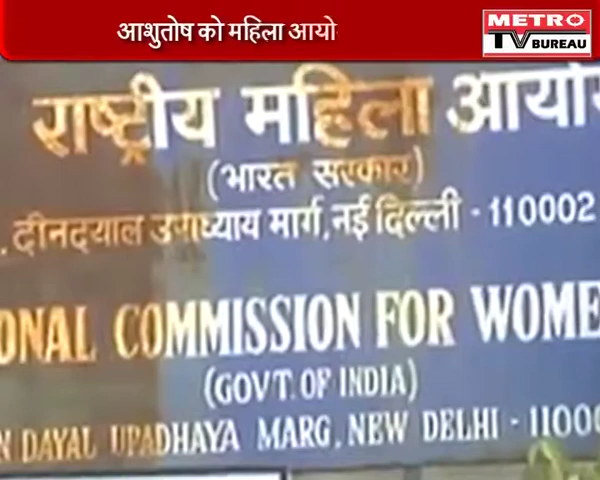 आशुतोष को महिला आयो
METRO
TV BUREAU
राष्ट्रीय महिला आयो
(भारत सरकार)
. दीनदयाल उपाध्याय मार्ग, नई दिल्ली - 110002
ONAL COMMISSION FOR WOME
(GOVT. OF INDIA)
N DAYAL UPADHAYA MARG, NEW DELHI - 11000